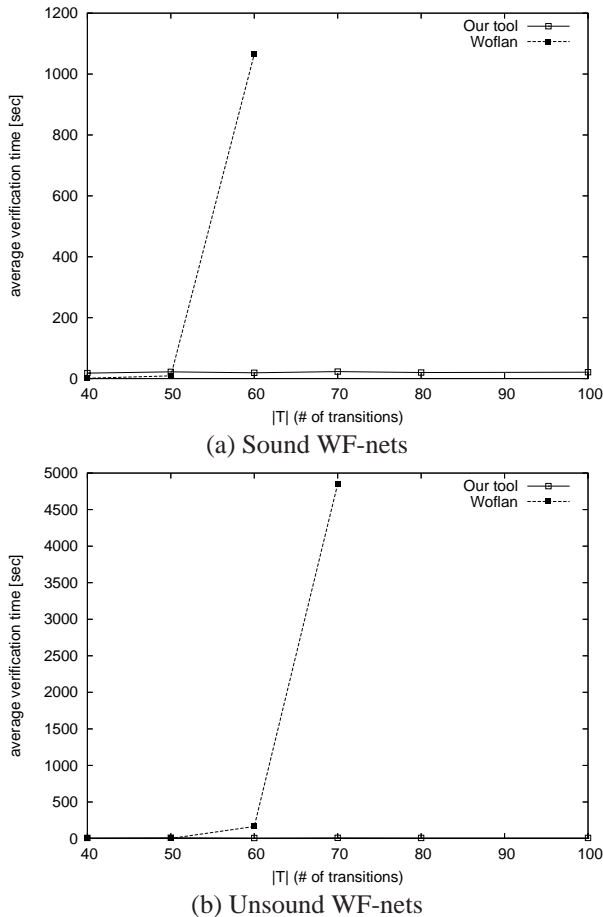 1200
1000
800
600
400
200
0
average verification time [sec]
Our tool
Woflan
40 50 60 70 80 90 100
|T| (# of transitions)
(a) Sound WF-nets
5000
4500
4000
3500
3000
2500
2000
1500
1000
500
0
average verification time [sec]
Our tool
Woflan
40 50 60 70 80 90 100
|T| (# of transitions)
(b) Unsound WF-nets